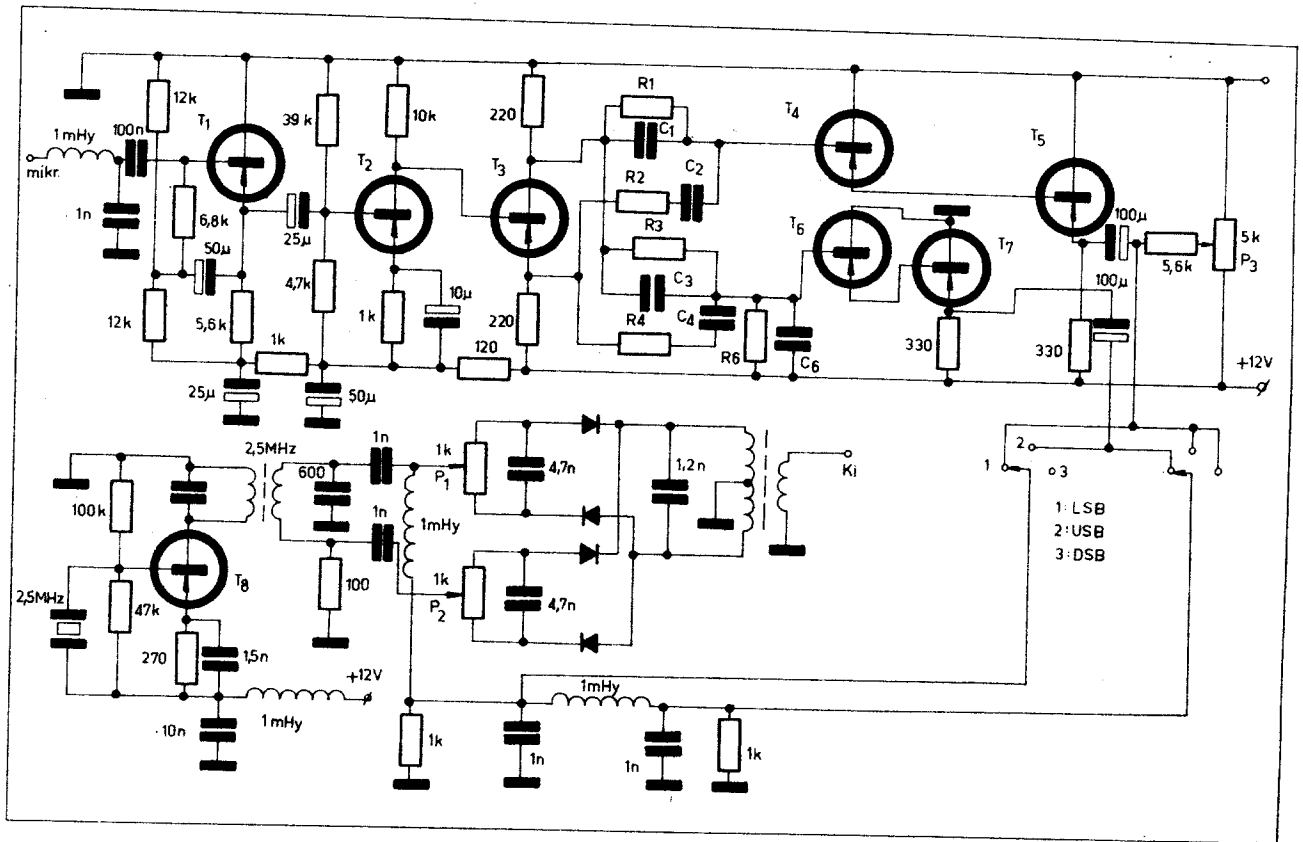 12k
T1
100n
1mHy
mikr.
1n
6,8k
50µ
12k
5,6k
1k
25µ
50µ
39k
25µ
4,7k
T2
10k
1k
10µ
120
T3
220
220
R1
C1
R2
C2
R3
C3
R4
C4
R6
C6
T4
T6
T7
330
T5
330
100µ
100µ
5,6k
5k
P3
+12V
2,5MHz
100k
T8
2,5MHz
47k
270
1,5n
10n
1mHy
+12V
600
100
1n
1n
1mHy
1k
P1
4,7n
1k
P2
4,7n
1,2n
Ki
1
2
3
1: LSB
2: USB
3: DSB
1k
1n
1mHy
1n
1k